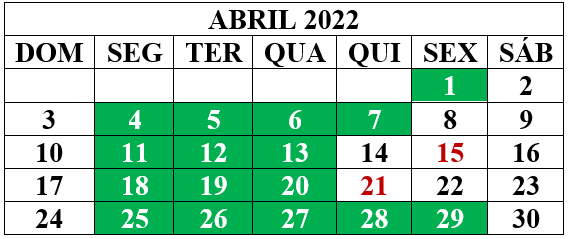 ABRIL 2022
DOM SEG TER QUA QUI SEX SÁB
1 2
3 4 5 6 7 8 9
10 11 12 13 14 15 16
17 18 19 20 21 22 23
24 25 26 27 28 29 30